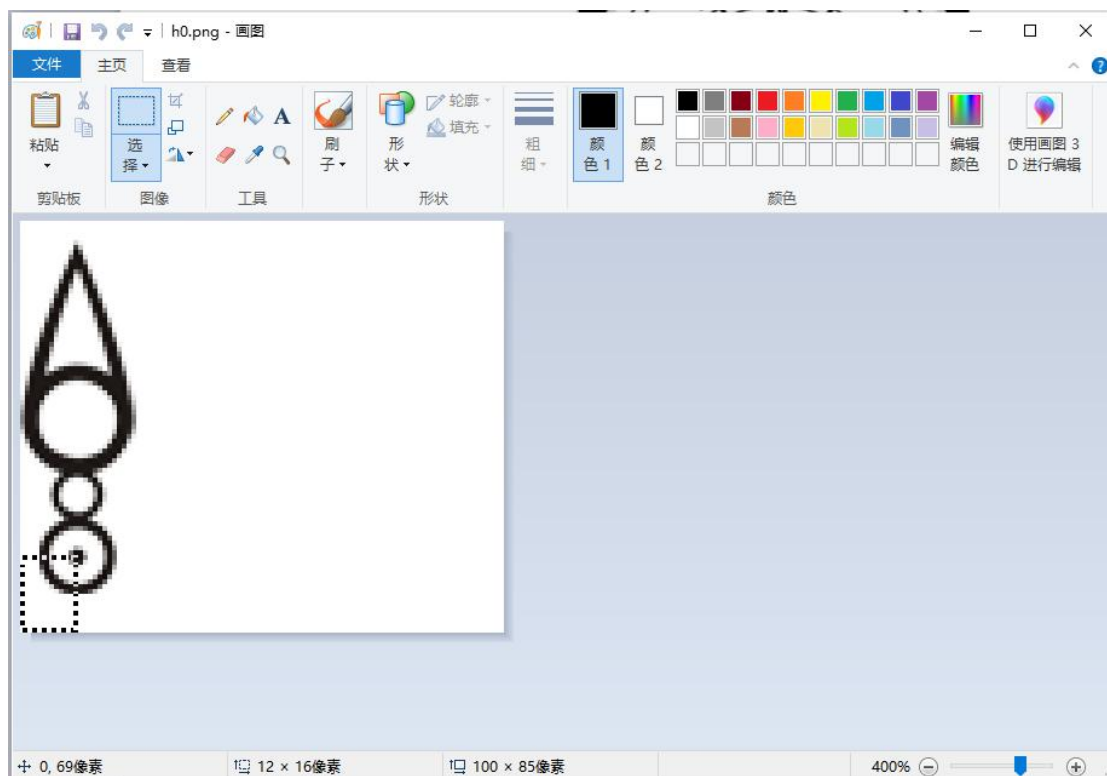 h0.png - 画图
文件 主页 查看
粘贴
选择
刷子
形状
轮廓
填充
粗细
颜色 1
颜色 2
编辑颜色
使用画图 3D 进行编辑
剪贴板 图像 工具 形状 颜色
0, 69像素 12 × 16像素 100 × 85像素 400%